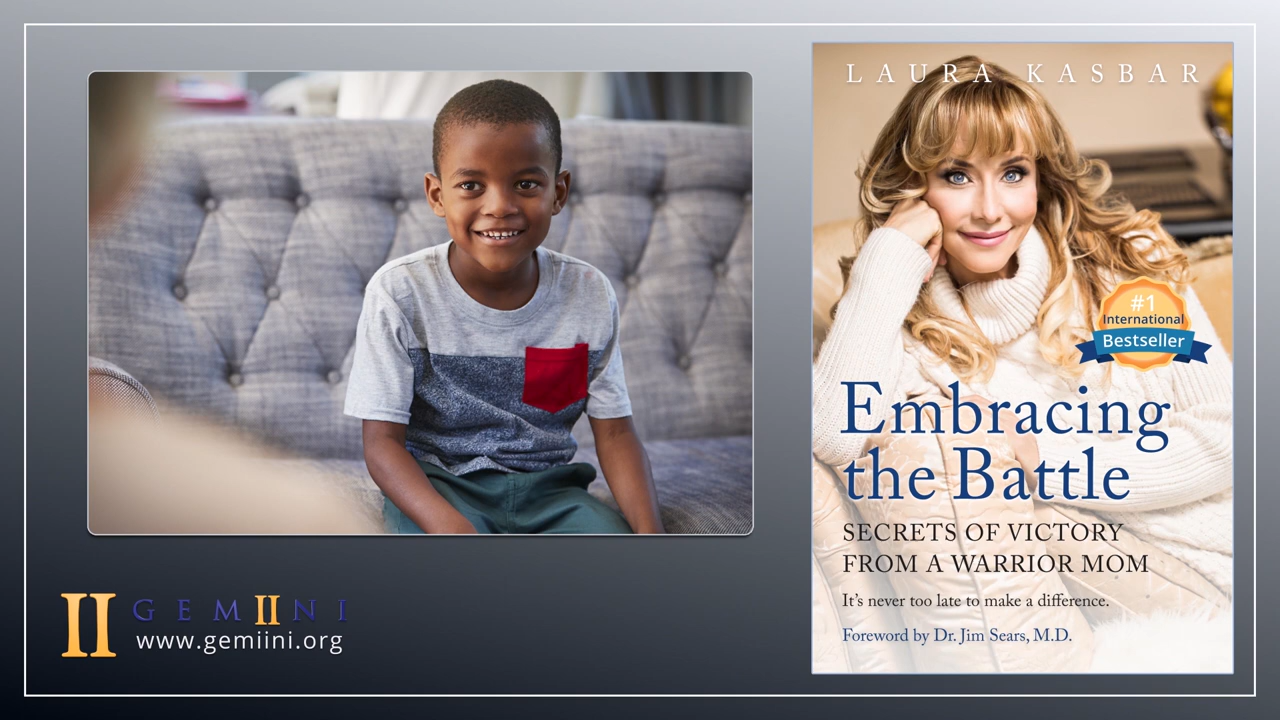 LAURA KASBAR
#1
International
Bestseller
Embracing
the Battle
SECRETS OF VICTORY
FROM A WARRIOR MOM
It's never too late to make a difference.
Foreword by Dr. Jim Sears, M.D.
II GEMIINI
www.gemiini.org